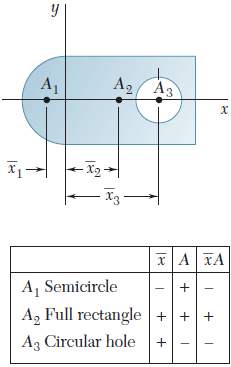 y
A₁ A₂ A₃
x
x̄₁ x̄₂
x̄₃
x̄ A x̄A
A₁ Semicircle − + −
A₂ Full rectangle + + +
A₃ Circular hole + − −